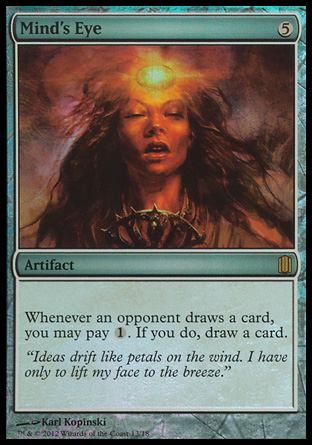 Mind's Eye 5
Artifact
Whenever an opponent draws a card,
you may pay 1. If you do, draw a card.
“Ideas drift like petals on the wind. I have
only to lift my face to the breeze.”
Karl Kopinski
™ & © 2012 Wizards of the Coast 13/18